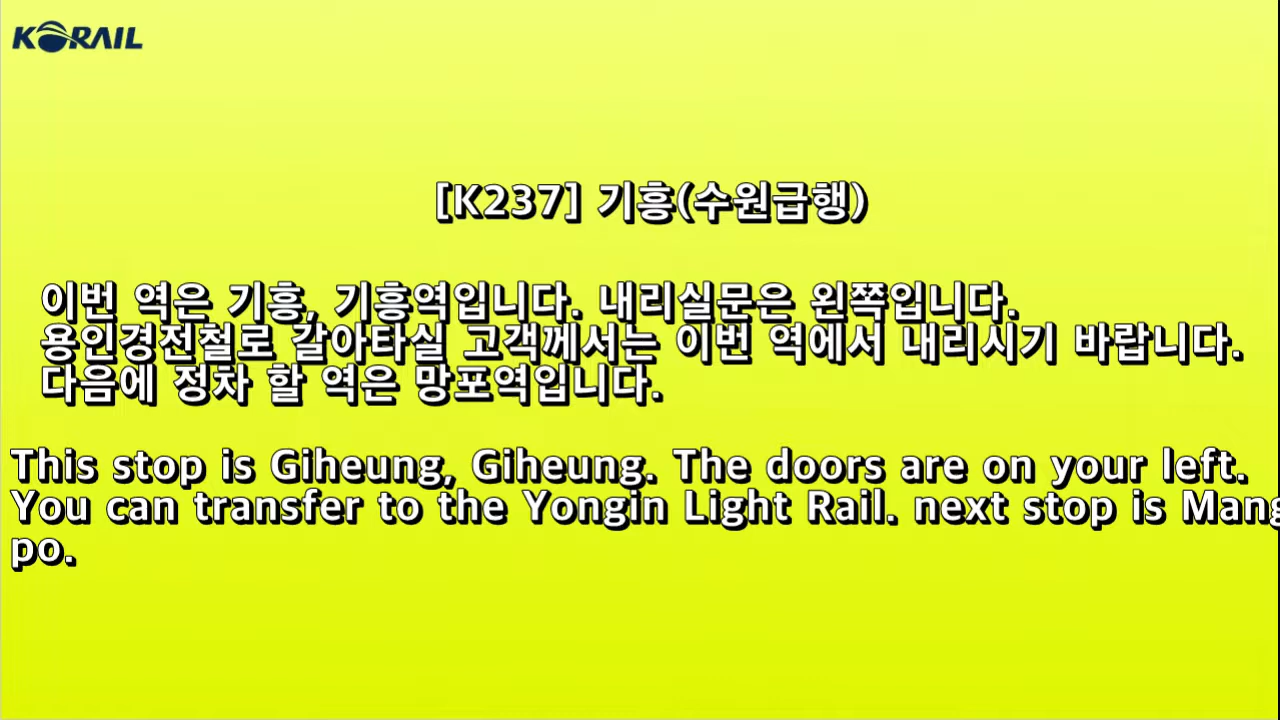 KORAIL
[K237] 기흥(수원급행)
이번 역은 기흥, 기흥역입니다. 내리실문은 왼쪽입니다.
용인경전철로 갈아타실 고객께서는 이번 역에서 내리시기 바랍니다.
다음에 정차 할 역은 망포역입니다.
This stop is Giheung, Giheung. The doors are on your left.
You can transfer to the Yongin Light Rail. next stop is Mang
po.